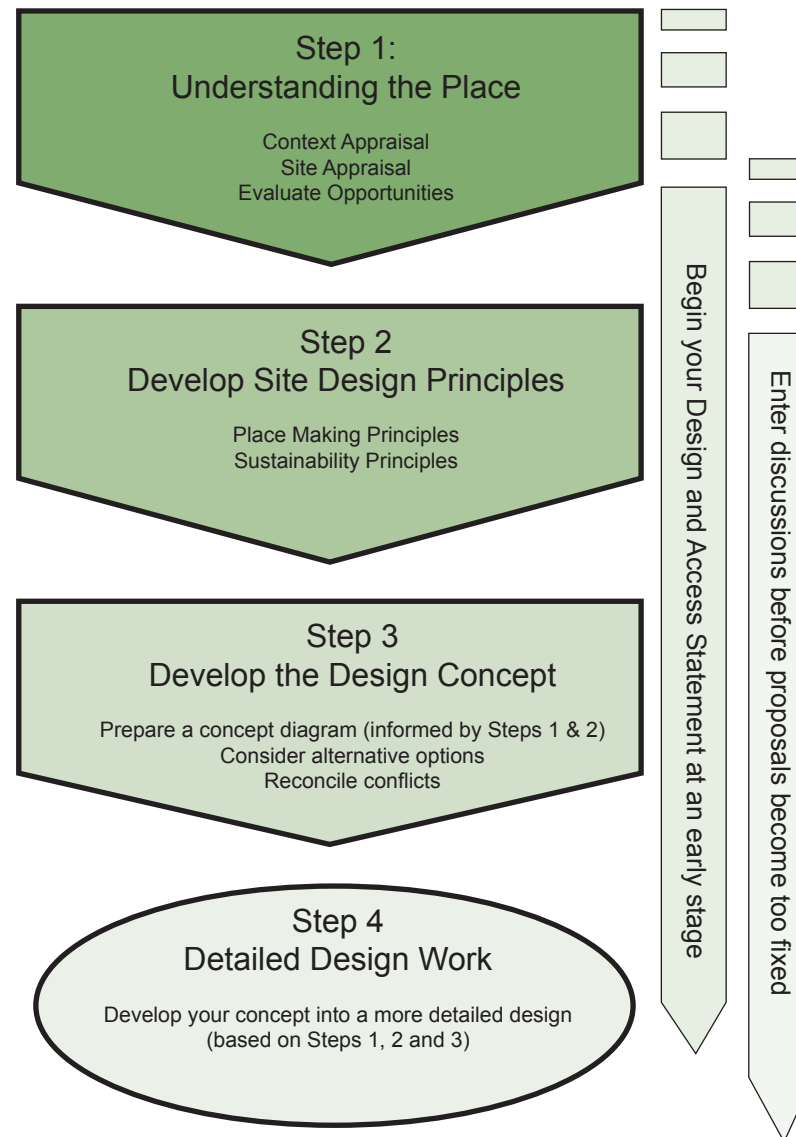 Step 1:
Understanding the Place
Context Appraisal
Site Appraisal
Evaluate Opportunities
Step 2
Develop Site Design Principles
Place Making Principles
Sustainability Principles
Step 3
Develop the Design Concept
Prepare a concept diagram (informed by Steps 1 & 2)
Consider alternative options
Reconcile conflicts
Step 4
Detailed Design Work
Develop your concept into a more detailed design
(based on Steps 1, 2 and 3)
Begin your Design and Access Statement at an early stage
Enter discussions before proposals become too fixed